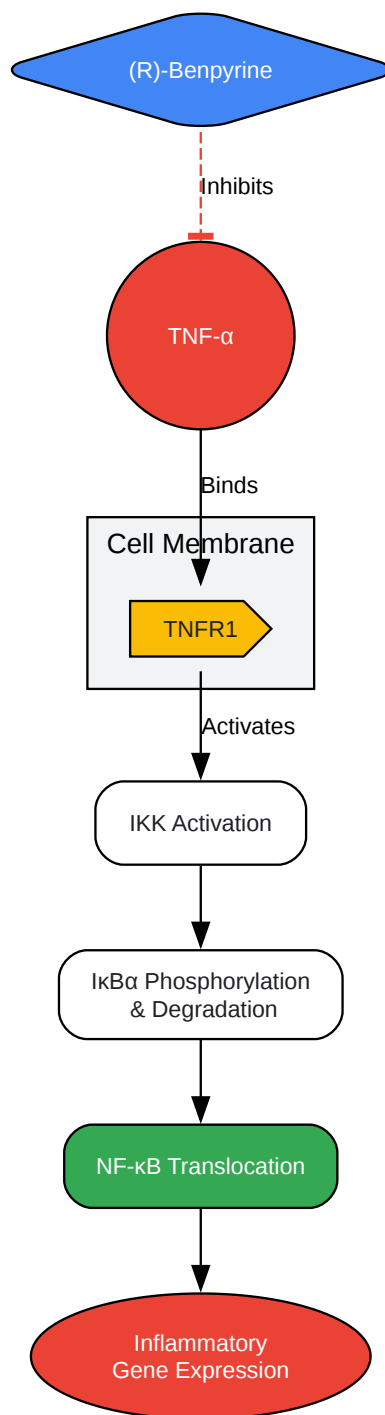 (R)-Benpyrine
Inhibits
TNF-α
Binds
Cell Membrane
TNFR1
Activates
IKK Activation
IκBα Phosphorylation
& Degradation
NF-κB Translocation
Inflammatory
Gene Expression